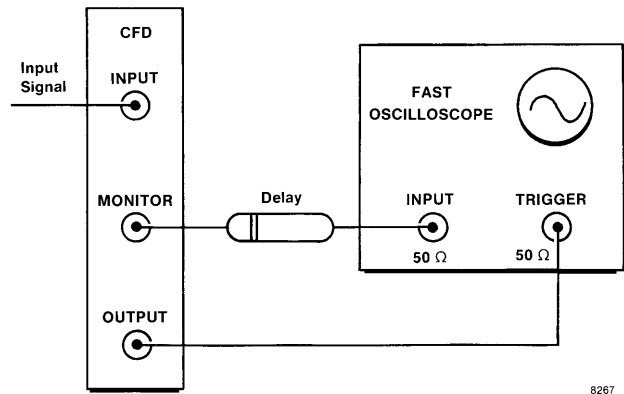 CFD
Input
Signal
INPUT
MONITOR
OUTPUT
Delay
FAST
OSCILLOSCOPE
INPUT
50 Ω
TRIGGER
50 Ω
8267